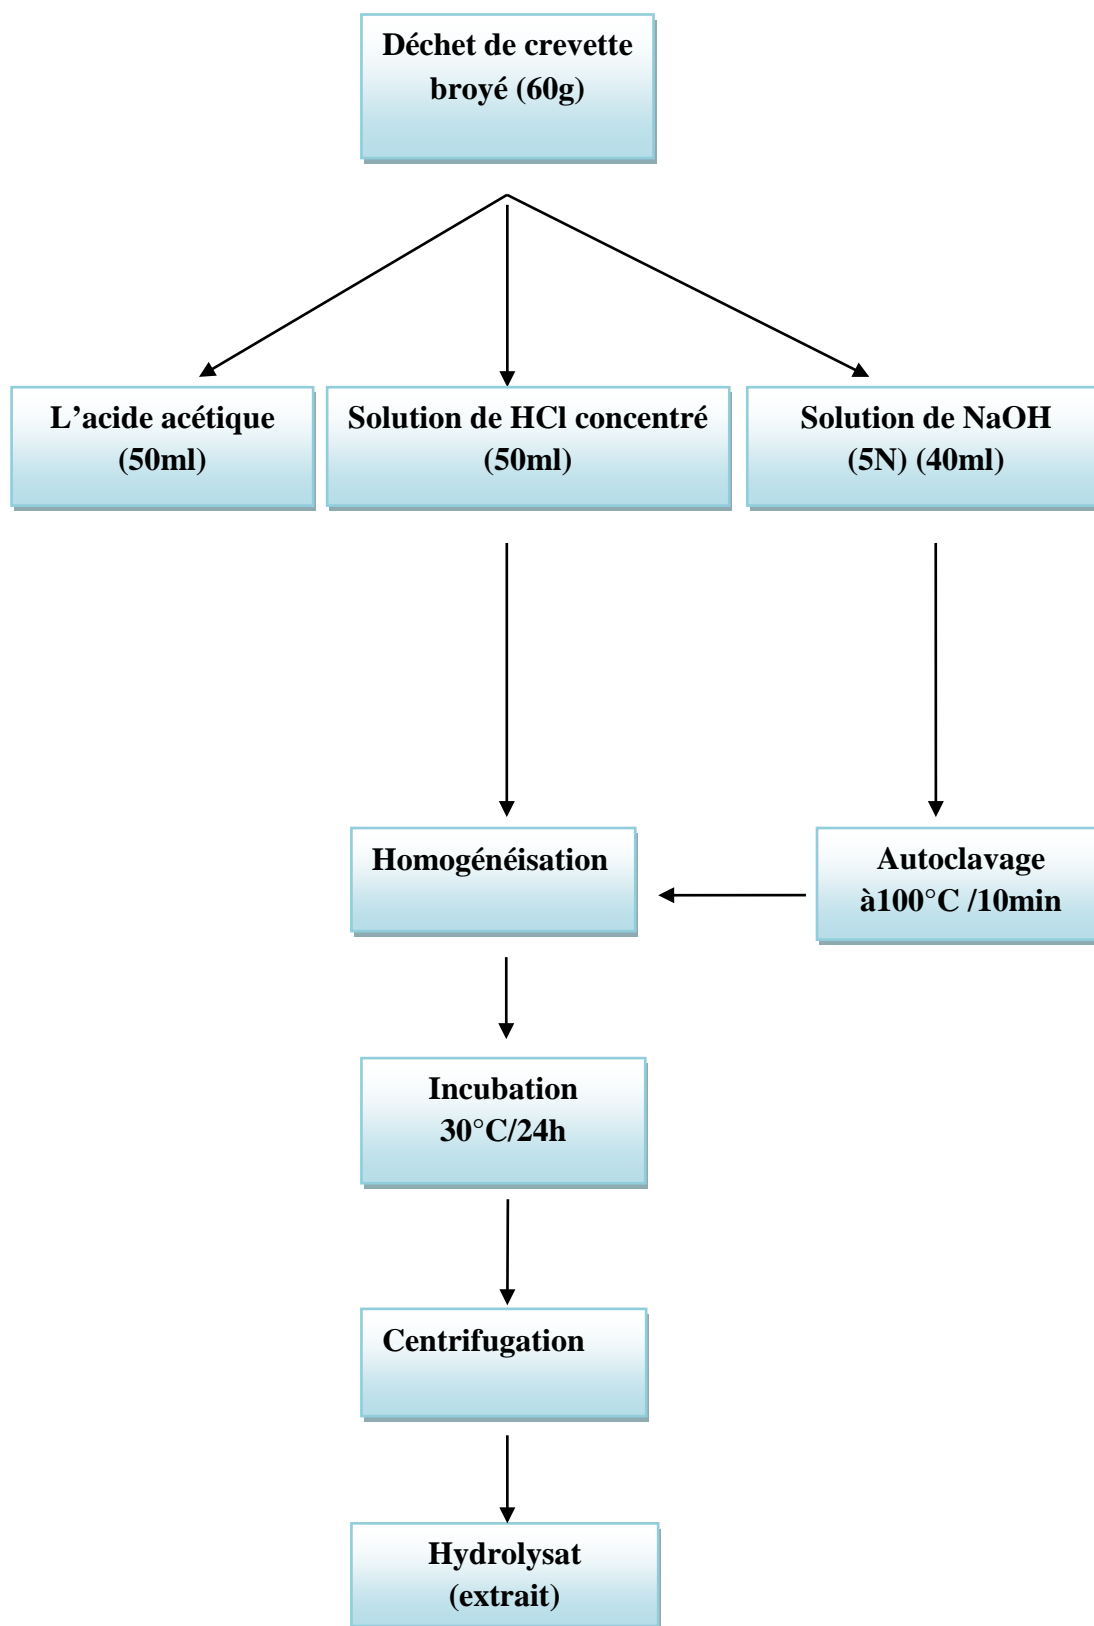 Déchet de crevette
broyé (60g)
L'acide acétique
(50ml)
Solution de HCl concentré
(50ml)
Solution de NaOH
(5N) (40ml)
Homogénéisation
Autoclavage
à100°C /10min
Incubation
30°C/24h
Centrifugation
Hydrolysat
(extrait)